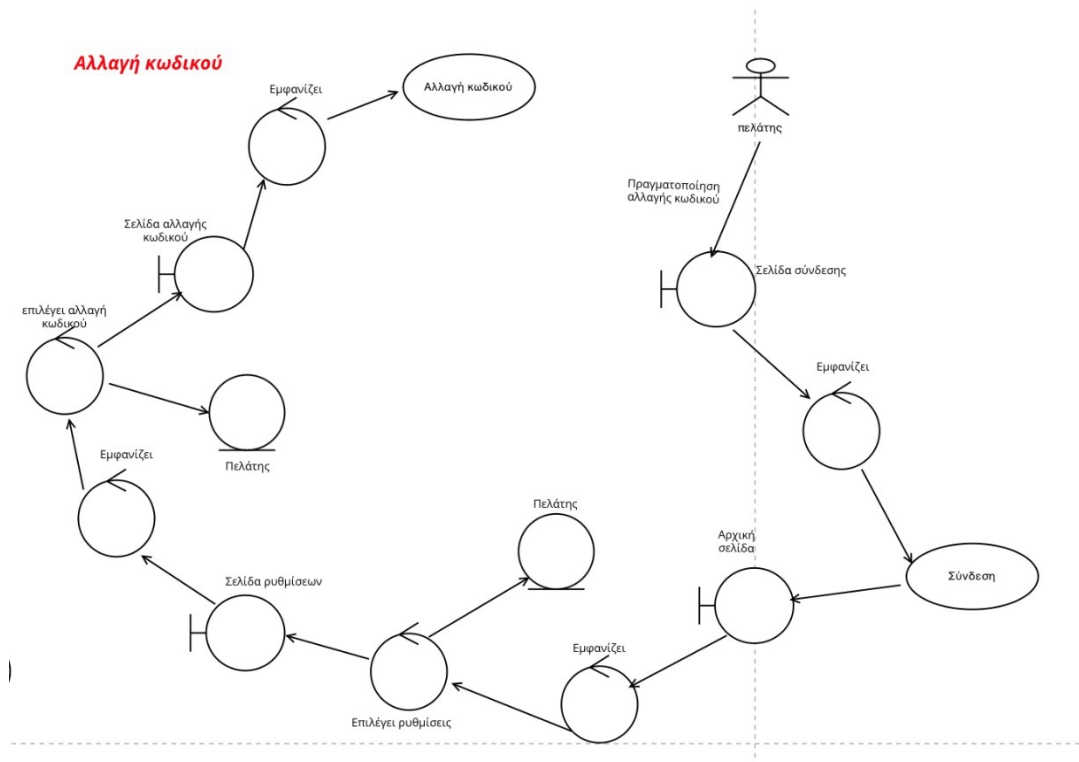 Αλλαγή κωδικού
Εμφανίζει
Αλλαγή κωδικού
πελάτης
Πραγματοποίηση
αλλαγής κωδικού
Σελίδα αλλαγής
κωδικού
Σελίδα σύνδεσης
επιλέγει αλλαγή
κωδικού
Εμφανίζει
Πελάτης
Εμφανίζει
Πελάτης
Αρχική
σελίδα
Σύνδεση
Σελίδα ρυθμίσεων
Εμφανίζει
Επιλέγει ρυθμίσεις